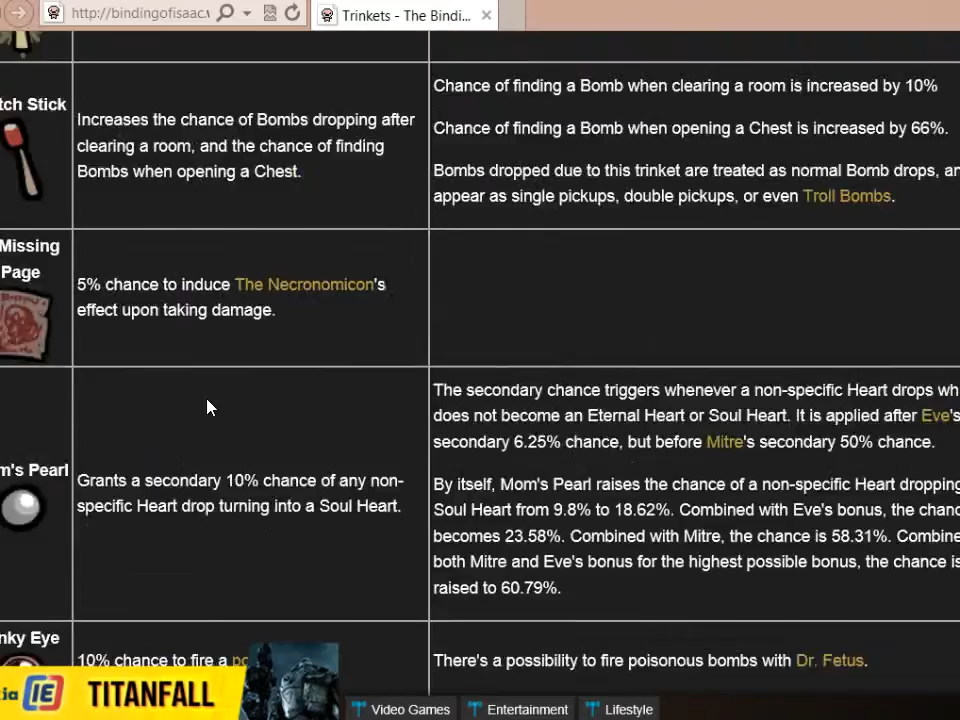 http://bindingofisaac.
Trinkets - The Bindi...
tch Stick
Increases the chance of Bombs dropping after
clearing a room, and the chance of finding
Bombs when opening a Chest.
Chance of finding a Bomb when clearing a room is increased by 10%
Chance of finding a Bomb when opening a Chest is increased by 66%.
Bombs dropped due to this trinket are treated as normal Bomb drops, an
appear as single pickups, double pickups, or even Troll Bombs.
Missing
Page
5% chance to induce The Necronomicon's
effect upon taking damage.
m's Pearl
Grants a secondary 10% chance of any non-
specific Heart drop turning into a Soul Heart.
The secondary chance triggers whenever a non-specific Heart drops wh
does not become an Eternal Heart or Soul Heart. It is applied after Eve's
secondary 6.25% chance, but before Mitre's secondary 50% chance.
By itself, Mom's Pearl raises the chance of a non-specific Heart dropping
Soul Heart from 9.8% to 18.62%. Combined with Eve's bonus, the chanc
becomes 23.58%. Combined with Mitre, the chance is 58.31%. Combine
both Mitre and Eve's bonus for the highest possible bonus, the chance is
raised to 60.79%.
nky Eye
10% chance to fire a po
There's a possibility to fire poisonous bombs with Dr. Fetus.
ia IE TITANFALL
Video Games Entertainment Lifestyle